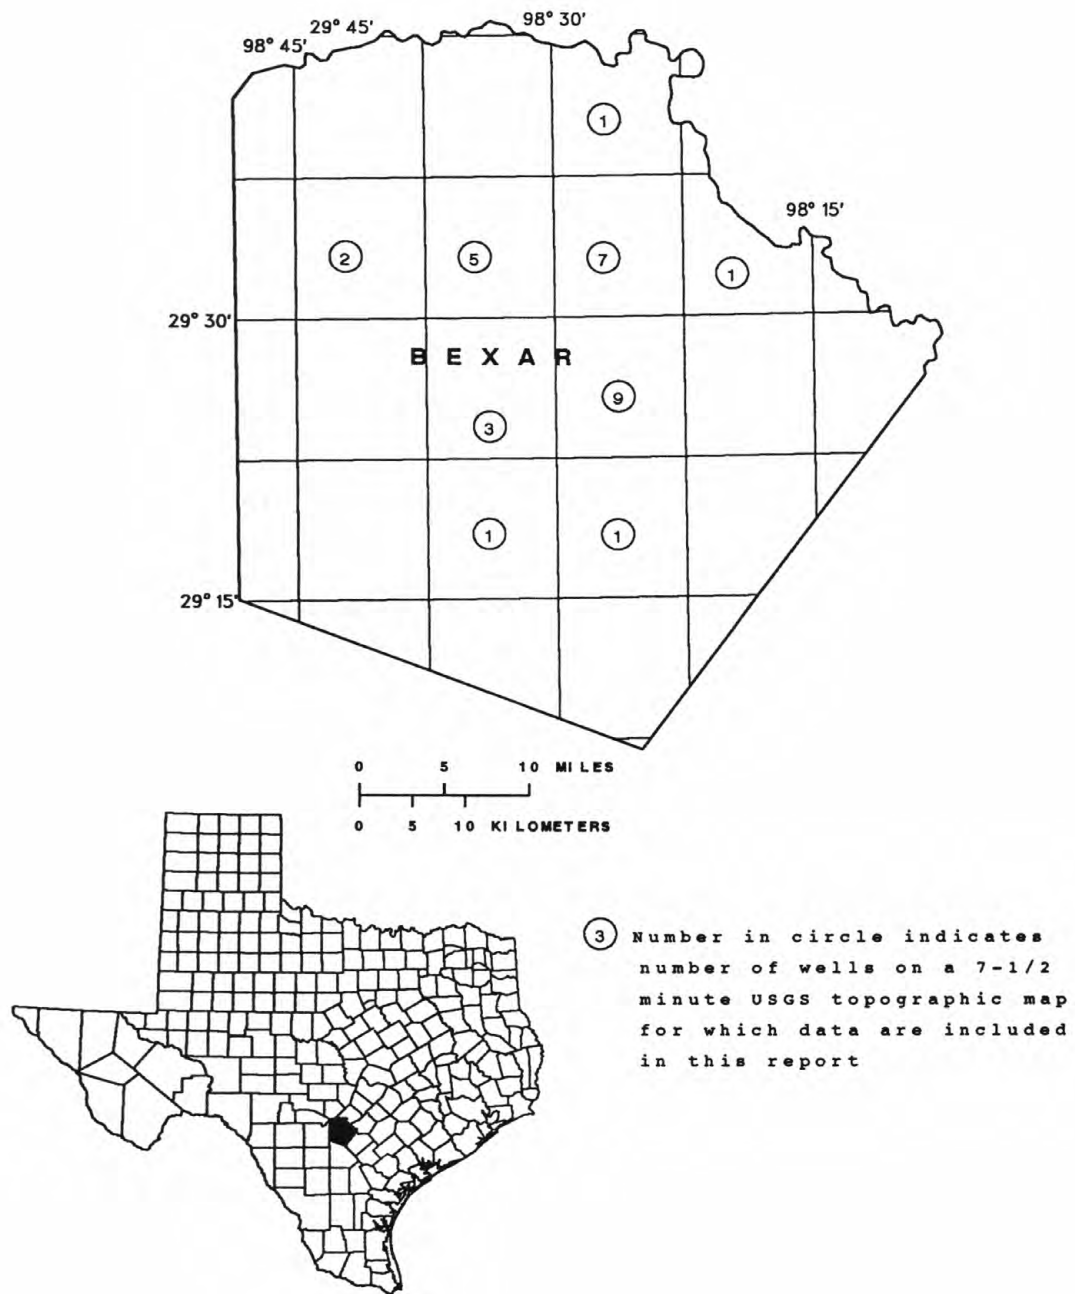 98° 30'
29° 45'
98° 45'
1
98° 15'
2 5 7 1
29° 30'
BEXAR
9
3
1 1
29° 15'
0 5 10 MILES
0 5 10 KILOMETERS
3 Number in circle indicates
number of wells on a 7-1/2
minute USGS topographic map
for which data are included
in this report